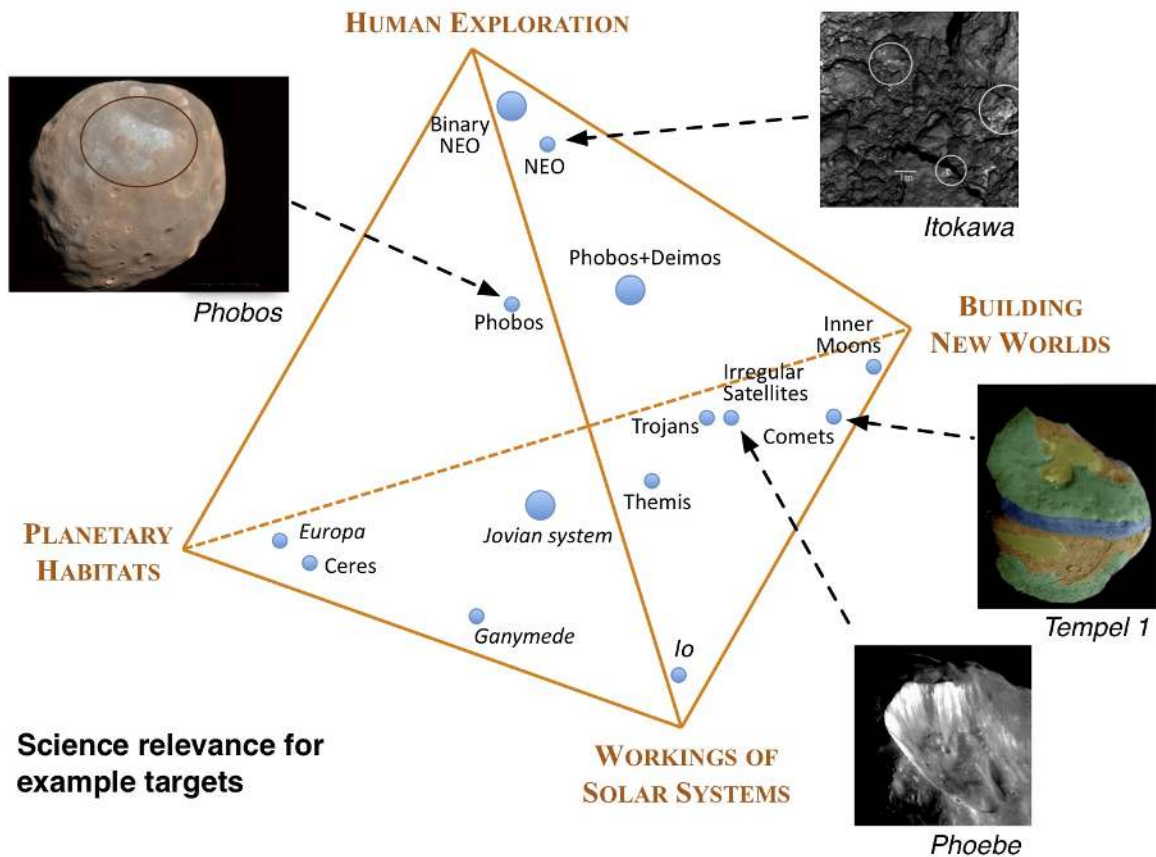 HUMAN EXPLORATION
Binary
NEO
NEO
1m
Itokawa
Phobos+Deimos
Phobos
Phobos
BUILDING
NEW WORLDS
Inner
Moons
Irregular
Satellites
Trojans
Comets
Themis
PLANETARY
HABITATS
Europa
Ceres
Jovian system
Ganymede
Io
Tempel 1
Science relevance for
example targets
WORKINGS OF
SOLAR SYSTEMS
Phoebe